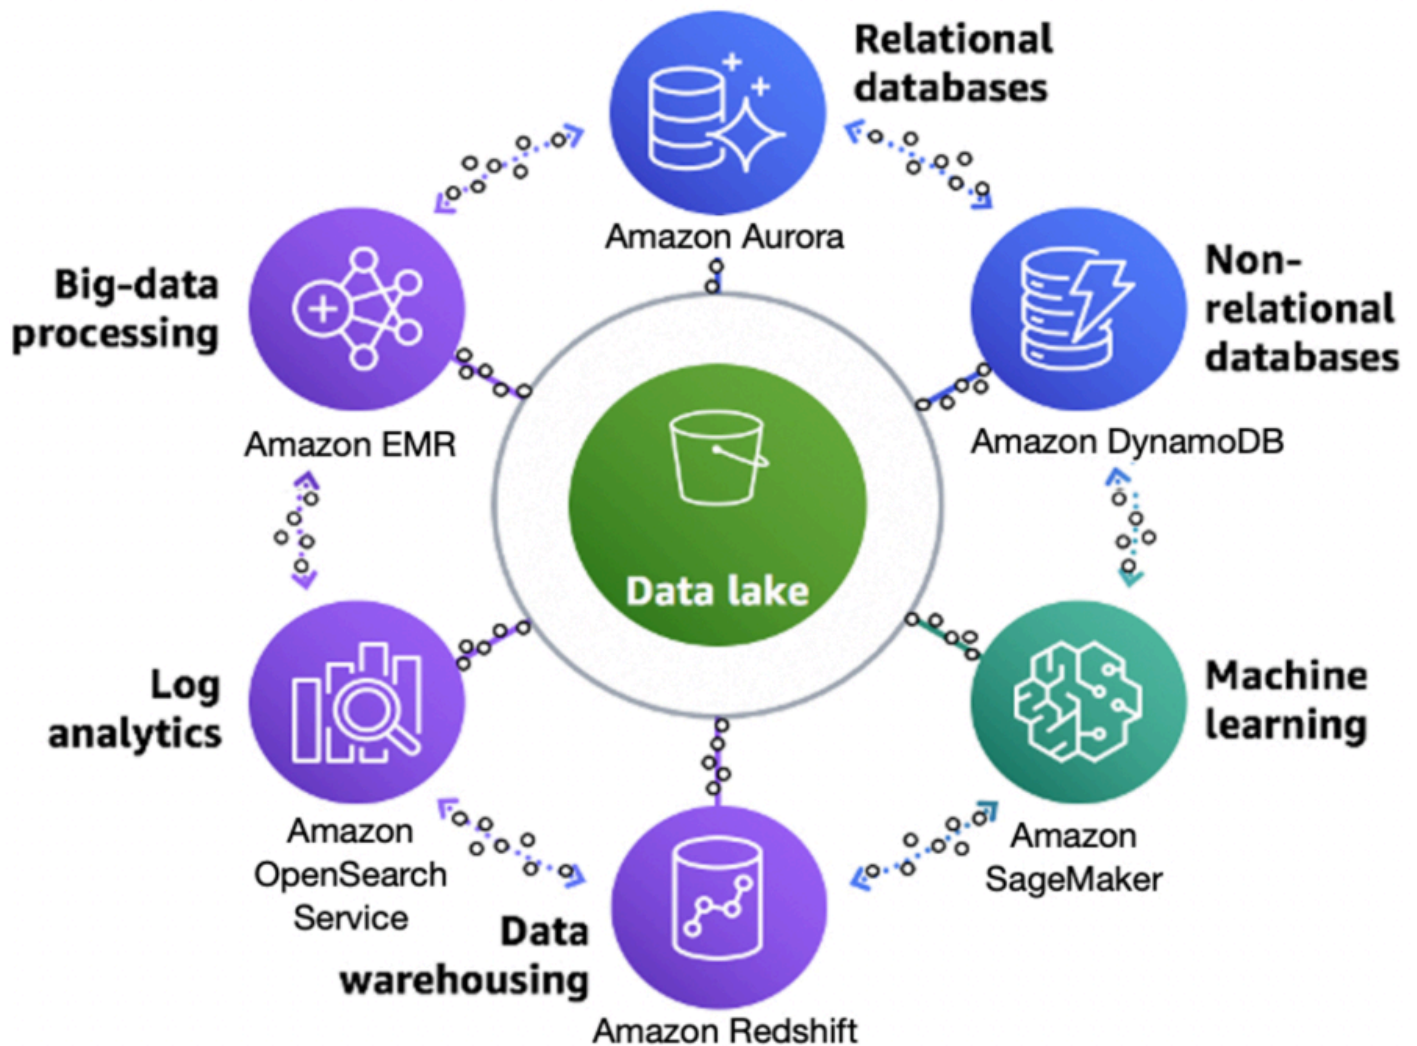 Relational
databases
Amazon Aurora
Non-
relational
databases
Amazon DynamoDB
Big-data
processing
Amazon EMR
Data lake
Machine
learning
Amazon
SageMaker
Log
analytics
Amazon
OpenSearch
Service
Data
warehousing
Amazon Redshift